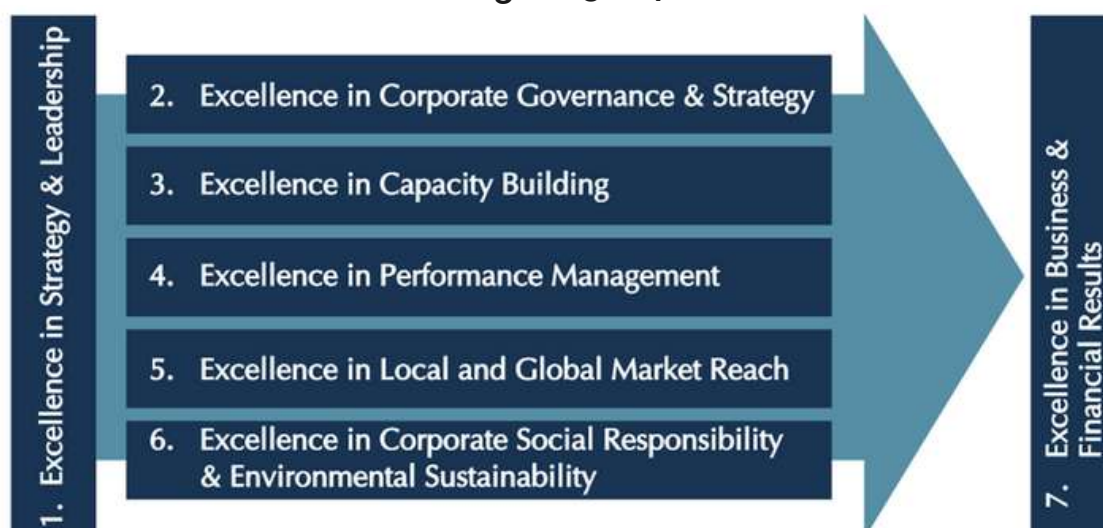 1. Excellence in Strategy & Leadership
2. Excellence in Corporate Governance & Strategy
3. Excellence in Capacity Building
4. Excellence in Performance Management
5. Excellence in Local and Global Market Reach
6. Excellence in Corporate Social Responsibility
& Environmental Sustainability
7. Excellence in Business &
Financial Results